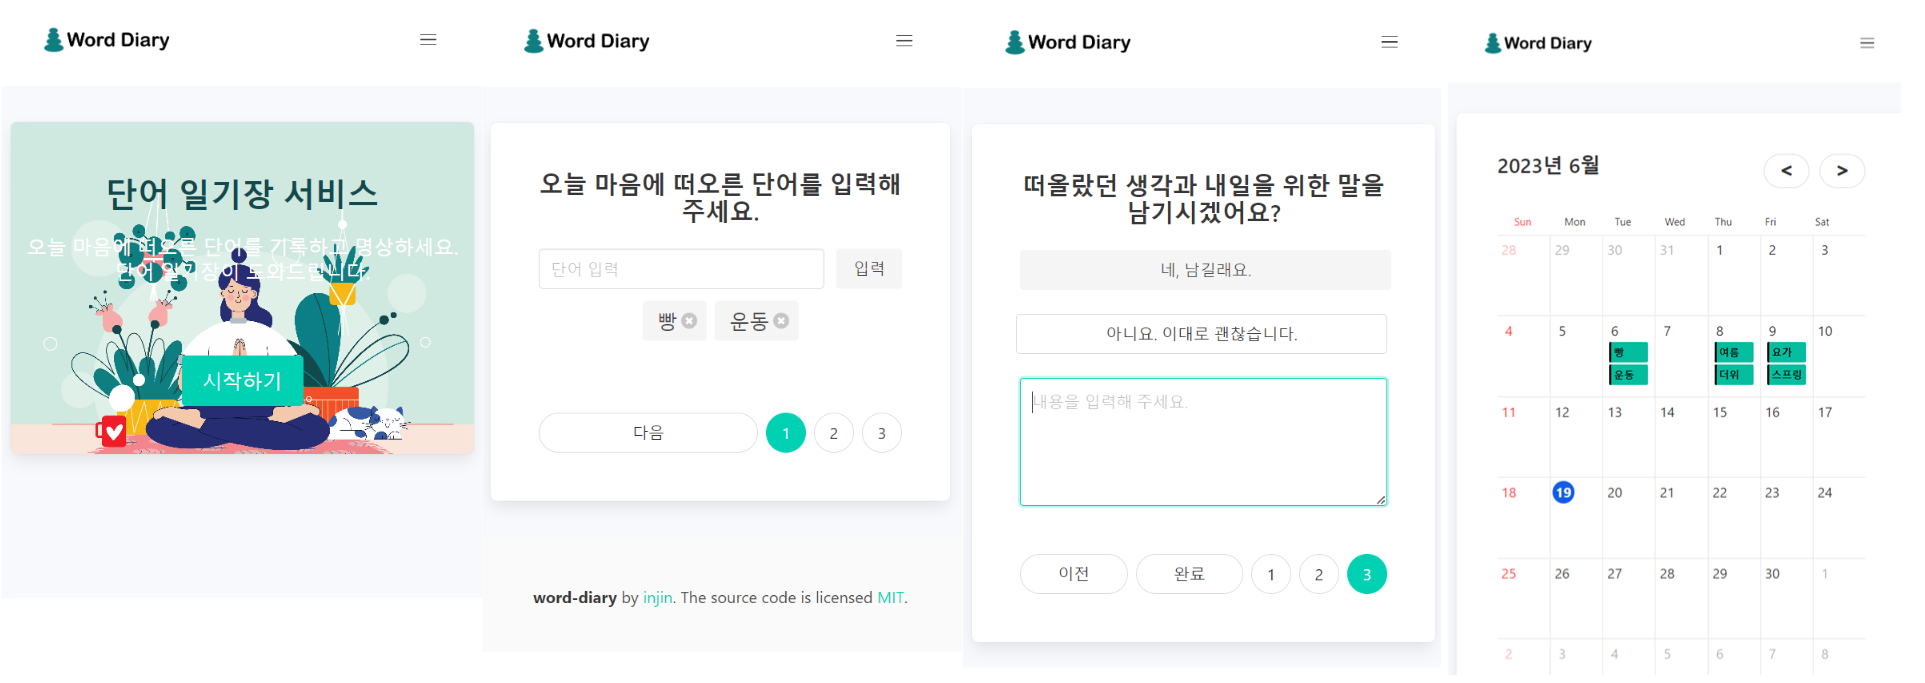 Word Diary
단어 일기장 서비스
오늘 마음에 떠오른 단어를 기록하고 명상하세요.
단어 일기장이 도와드립니다.
시작하기
Word Diary
오늘 마음에 떠오른 단어를 입력해
주세요.
단어 입력 입력
빵 운동
다음 1 2 3
word-diary by injin. The source code is licensed MIT.
Word Diary
떠올랐던 생각과 내일을 위한 말을
남기시겠어요?
네, 남길래요.
아니요. 이대로 괜찮습니다.
내용을 입력해 주세요.
이전 완료 1 2 3
Word Diary
2023년 6월 < >
Sun Mon Tue Wed Thu Fri Sat
28 29 30 31 1 2 3
4 5 6 7 8 9 10
빵 여름 요가
운동 더위 스프링
11 12 13 14 15 16 17
18 19 20 21 22 23 24
25 26 27 28 29 30 1
2 3 4 5 6 7 8